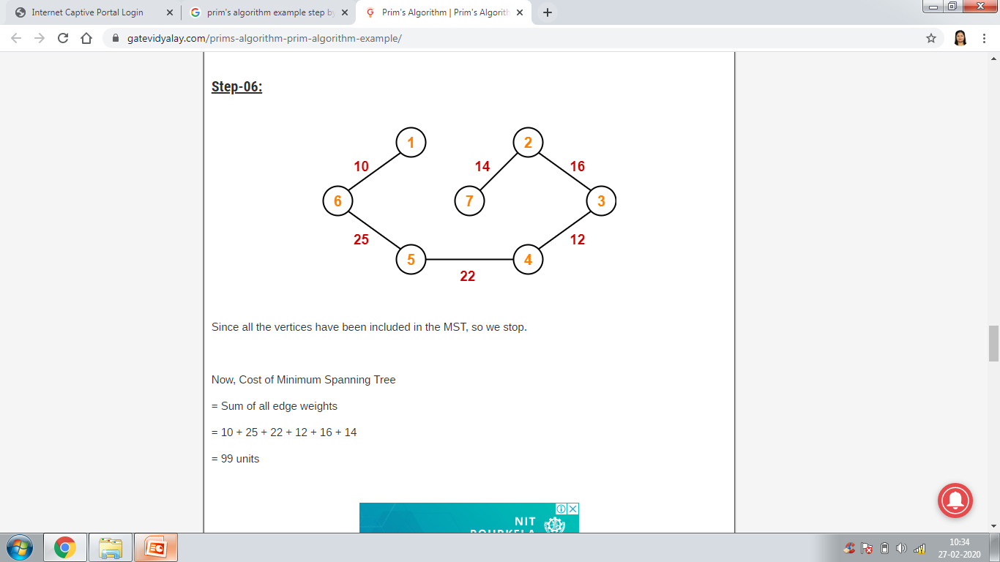 Internet Captive Portal Login
prim's algorithm example step by
Prim's Algorithm | Prim's Algorith
gatevidyalay.com/prims-algorithm-prim-algorithm-example/
Step-06:
1
2
10
14
16
6
7
3
25
12
5
4
22
Since all the vertices have been included in the MST, so we stop.
Now, Cost of Minimum Spanning Tree
= Sum of all edge weights
= 10 + 25 + 22 + 12 + 16 + 14
= 99 units
NIT
10:34
27-02-2020